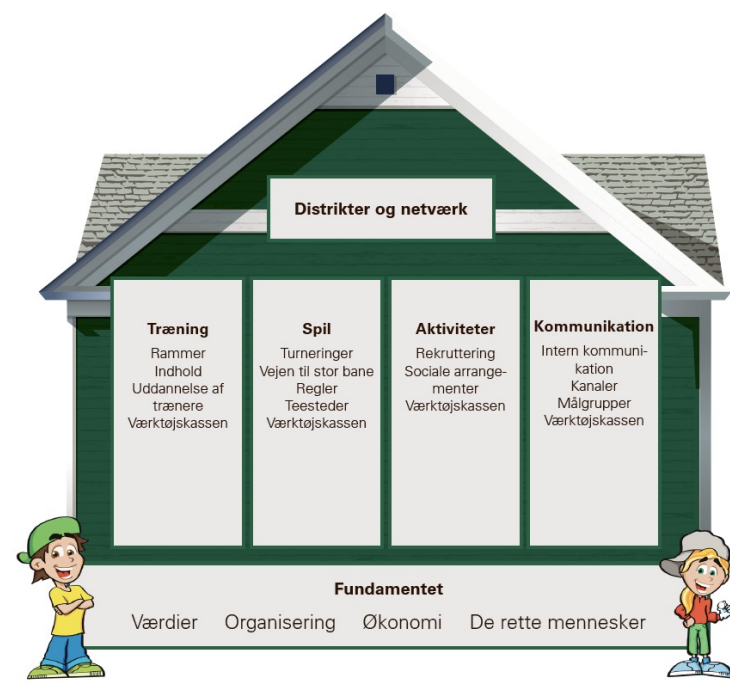 Distrikter og netværk
Træning
Rammer
Indhold
Uddannelse af
trænere
Værktøjskassen
Spil
Turneringer
Vejen til stor bane
Regler
Teesteder
Værktøjskassen
Aktiviteter
Rekruttering
Sociale arrange-
menter
Værktøjskassen
Kommunikation
Intern kommuni-
kation
Kanaler
Målgrupper
Værktøjskassen
Fundamentet
Værdier Organisering Økonomi De rette mennesker